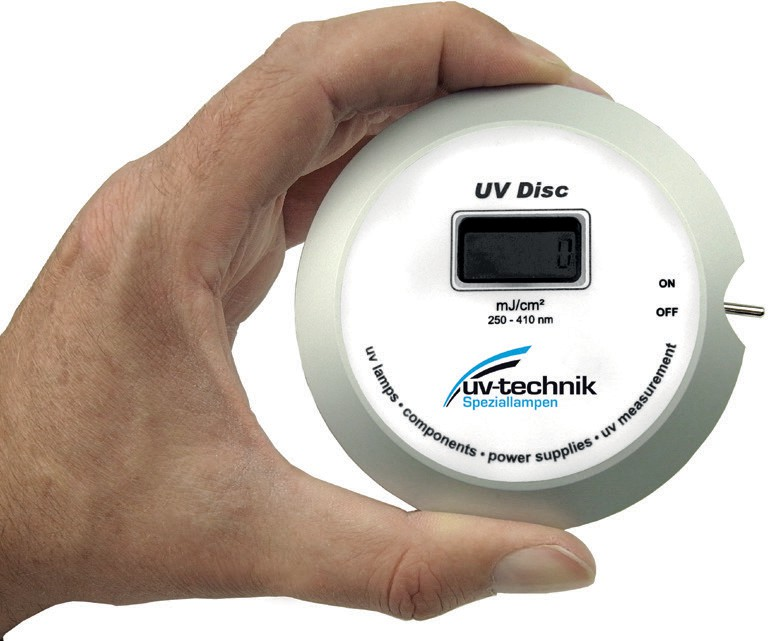 UV Disc
0
mJ/cm²
250 - 410 nm
ON
OFF
uv-technik
Speziallampen
uv lamps • components • power supplies • uv measurement